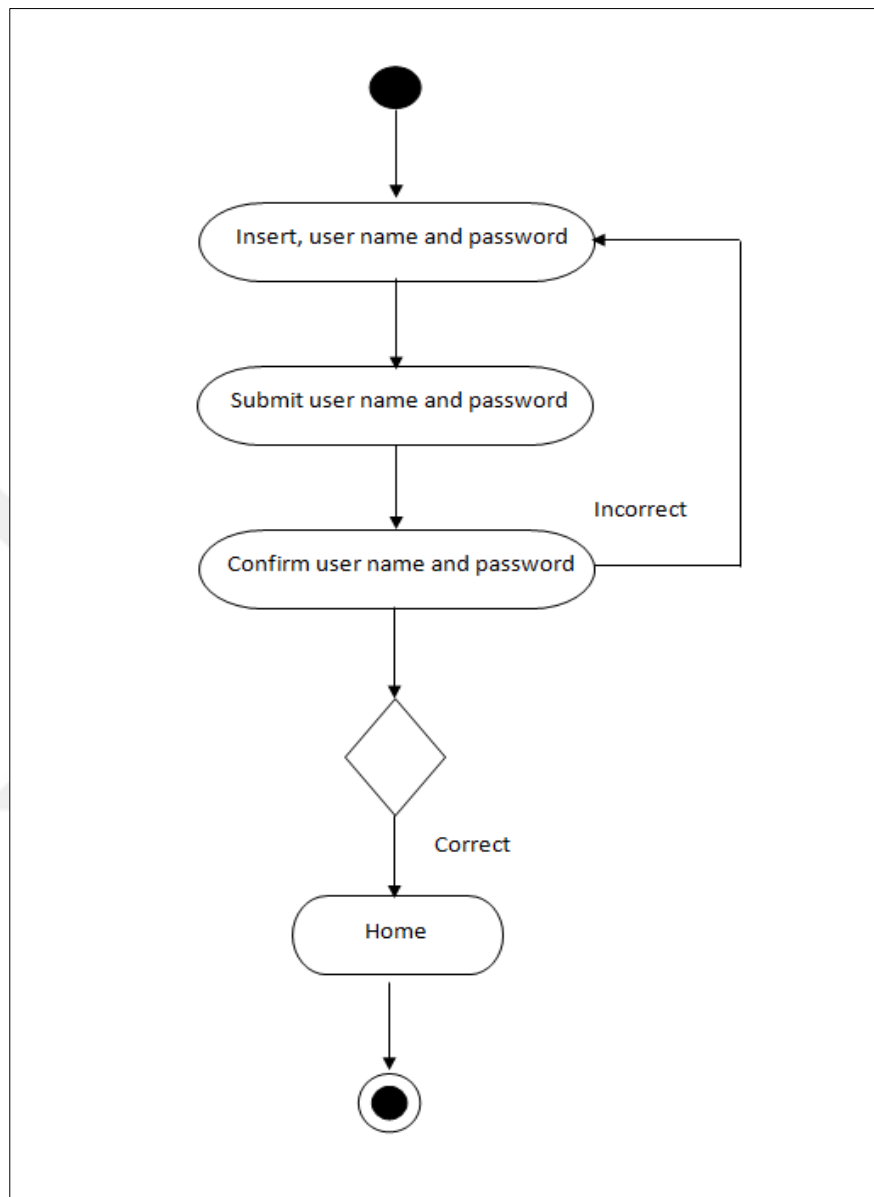 Insert, user name and password
Submit user name and password
Incorrect
Confirm user name and password
Correct
Home